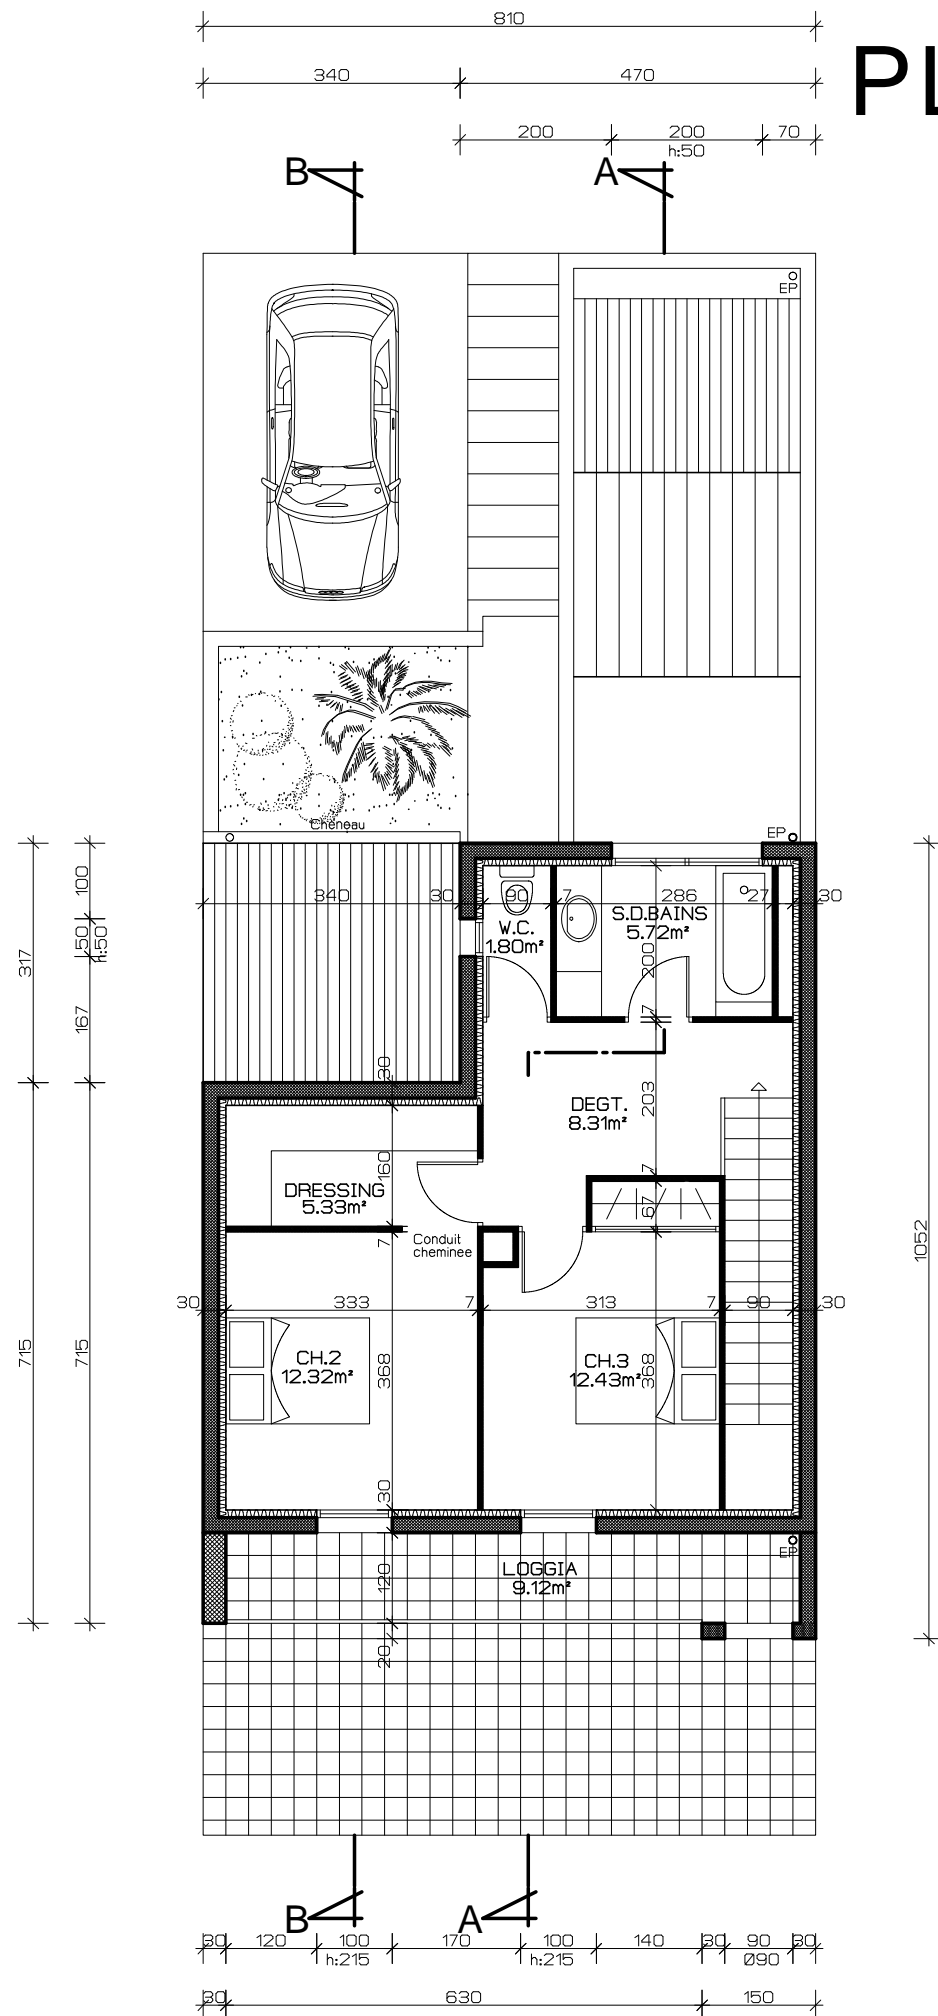 810
340 470
PL
200 200 70
h:50
B A
EP
Cheneau
EP
340 30 90 7 286 27 30
100
50
h:50
317
167
W.C.
1.80m²
S.D.BAINS
5.72m²
200
7
30
203
DEGT.
8.31m²
160
7
DRESSING
5.33m²
67
7
Conduit
cheminee
1052
30 333 7 313 7 90 30
715 715
CH.2
12.32m²
368
CH.3
12.43m²
368
30
EP
LOGGIA
9.12m²
120
20
B A
30 120 100 170 100 140 30 90 30
h:215 h:215 Ø90
30 630 150